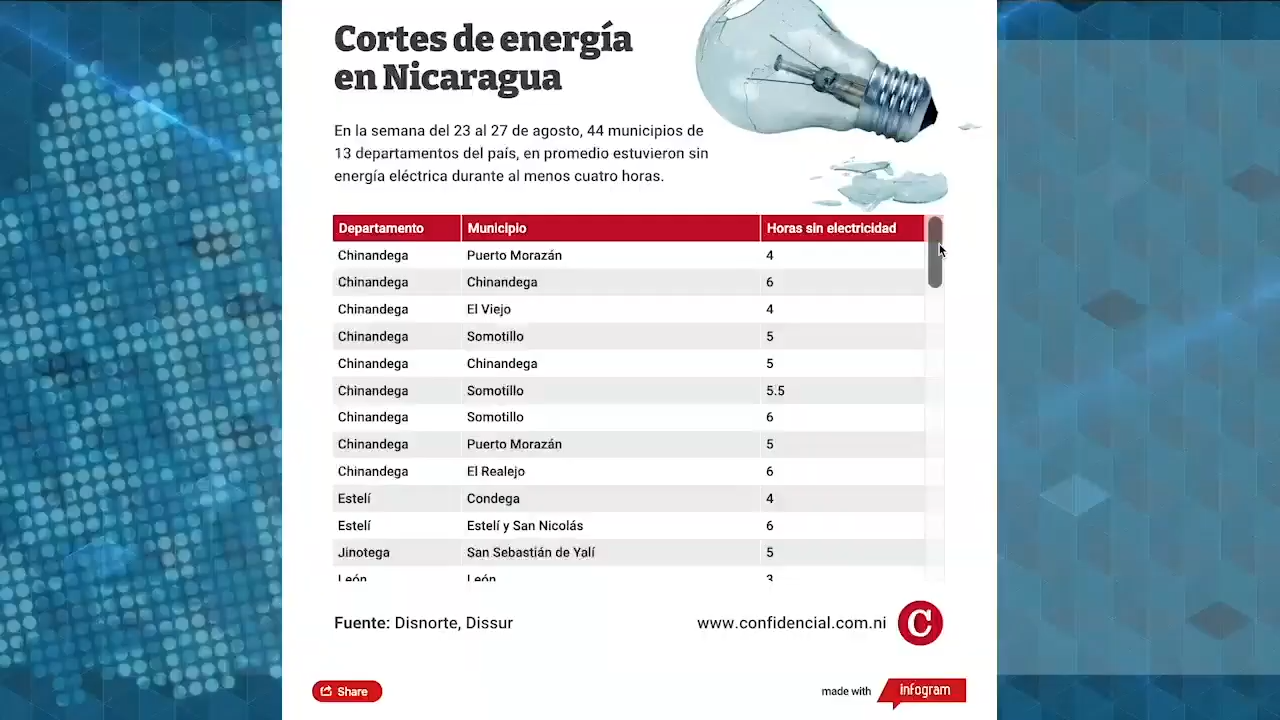 Cortes de energía
en Nicaragua
En la semana del 23 al 27 de agosto, 44 municipios de
13 departamentos del país, en promedio estuvieron sin
energía eléctrica durante al menos cuatro horas.
Departamento Municipio Horas sin electricidad
Chinandega Puerto Morazán 4
Chinandega Chinandega 6
Chinandega El Viejo 4
Chinandega Somotillo 5
Chinandega Chinandega 5
Chinandega Somotillo 5.5
Chinandega Somotillo 6
Chinandega Puerto Morazán 5
Chinandega El Realejo 6
Estelí Condega 4
Estelí Estelí y San Nicolás 6
Jinotega San Sebastián de Yalí 5
León León 3
Fuente: Disnorte, Dissur
www.confidencial.com.ni C
Share
made with infogram